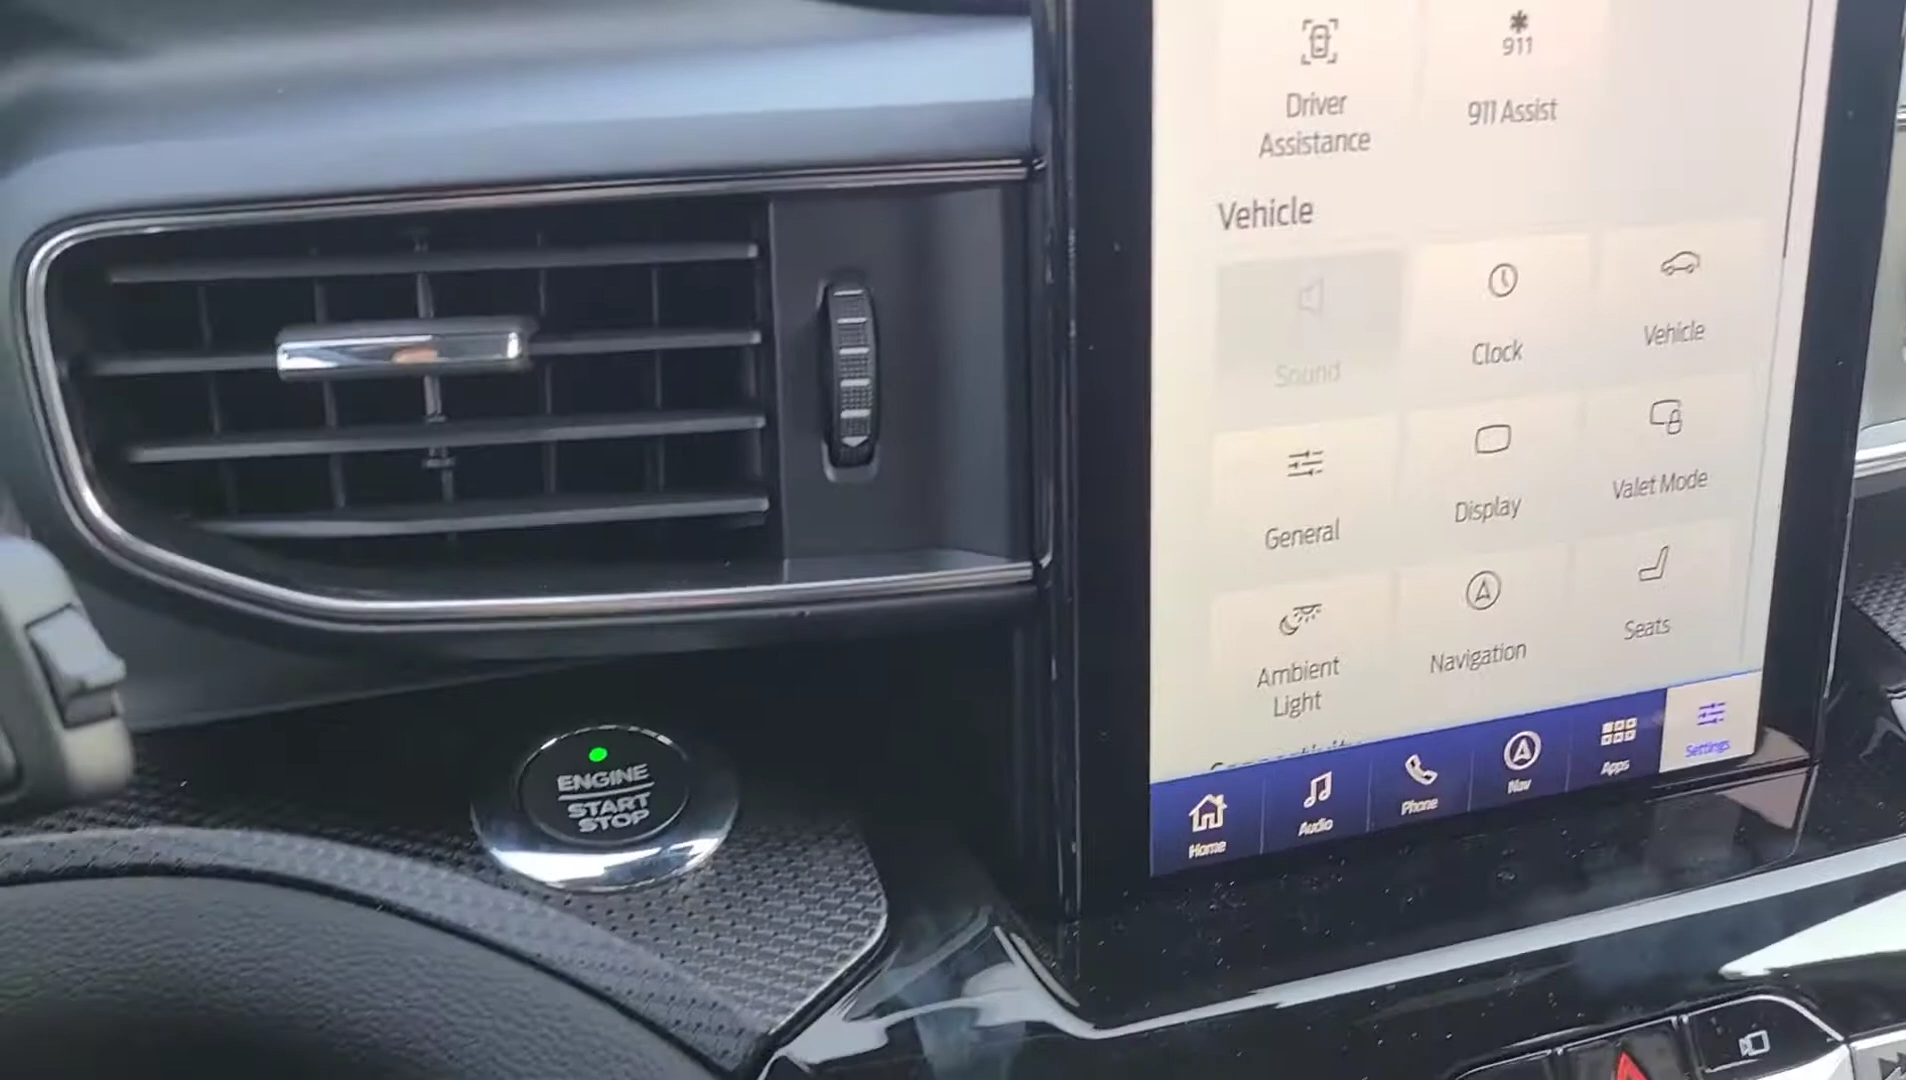 911
Driver
Assistance
911 Assist
Vehicle
Sound
Clock
Vehicle
General
Display
Valet Mode
Ambient
Light
Navigation
Seats
Home
Audio
Phone
Nav
Apps
Settings
ENGINE
START
STOP